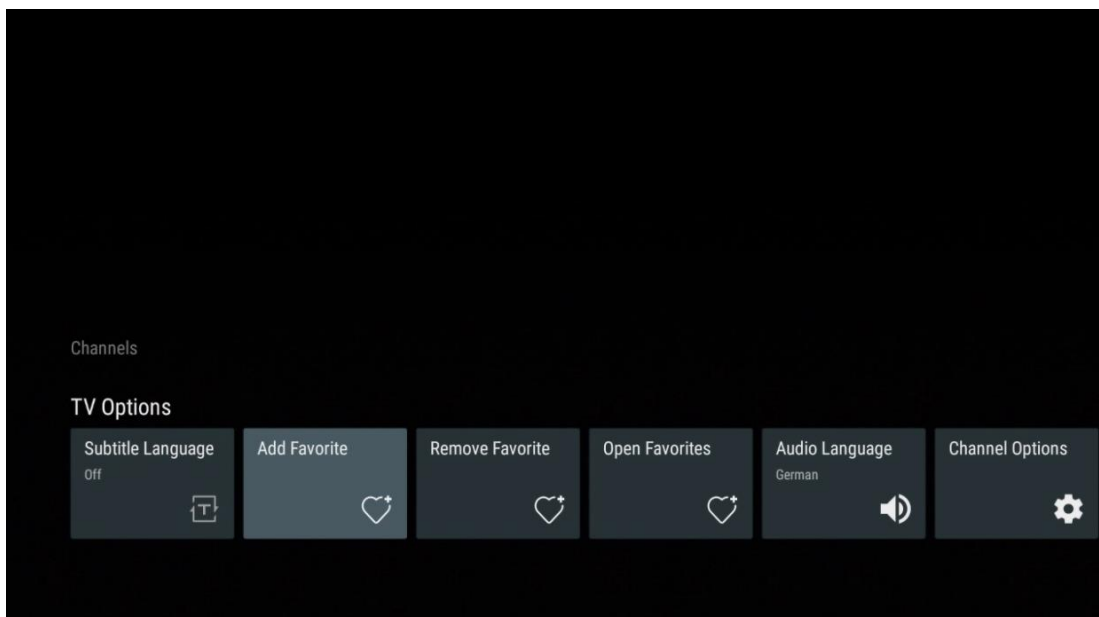 Channels
TV Options
Subtitle Language
Off
Add Favorite
Remove Favorite
Open Favorites
Audio Language
German
Channel Options